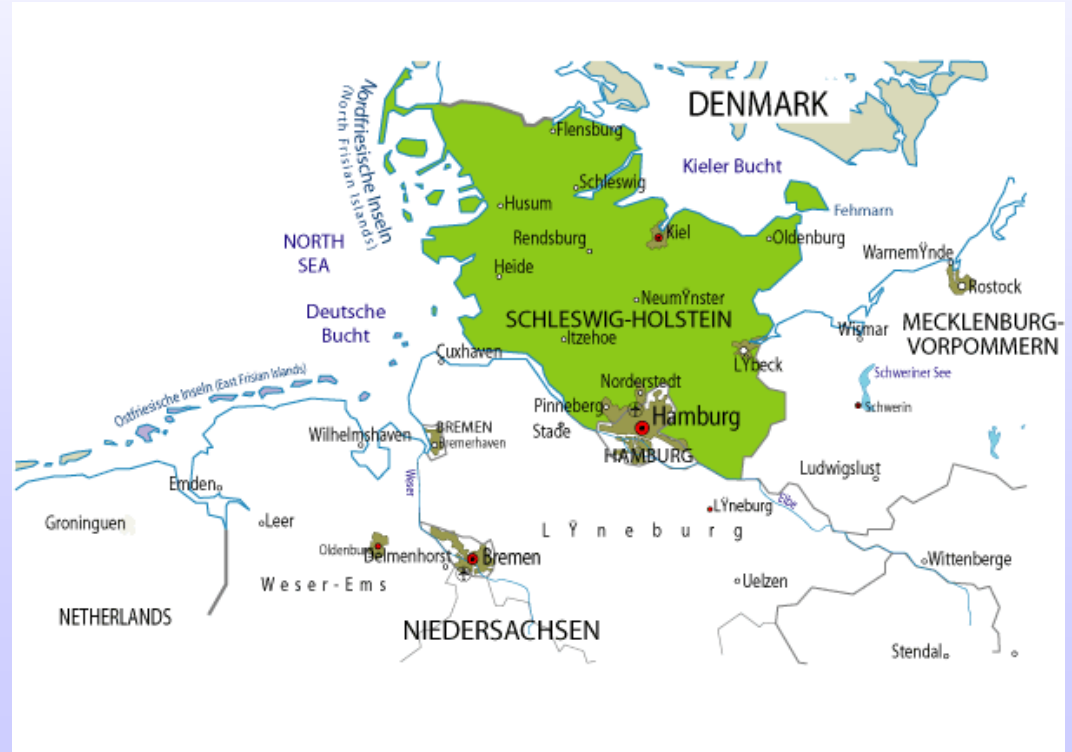 DENMARK
Nordfriesische Inseln
(North Frisian Islands)
Flensburg
Kieler Bucht
Schleswig
Husum
Fehmarn
Kiel
NORTH
SEA
Rendsburg
Oldenburg
WarnemŸnde
Heide
Rostock
NeumŸnster
Deutsche
Bucht
SCHLESWIG-HOLSTEIN
MECKLENBURG-
VORPOMMERN
Wismar
Itzehoe
Cuxhaven
LŸbeck
Schweriner See
Ostfriesische Inseln (East Frisian Islands)
Norderstedt
Pinneberg
Hamburg
Schwerin
Stade
Wilhelmshaven
BREMEN
Bremerhaven
HAMBURG
Ludwigslust
Weser
Emden
Elbe
LŸneburg
Groninguen
Leer
LŸneburg
Oldenburg
Delmenhorst
Bremen
Wittenberge
Weser-Ems
Uelzen
NETHERLANDS
NIEDERSACHSEN
Stendal